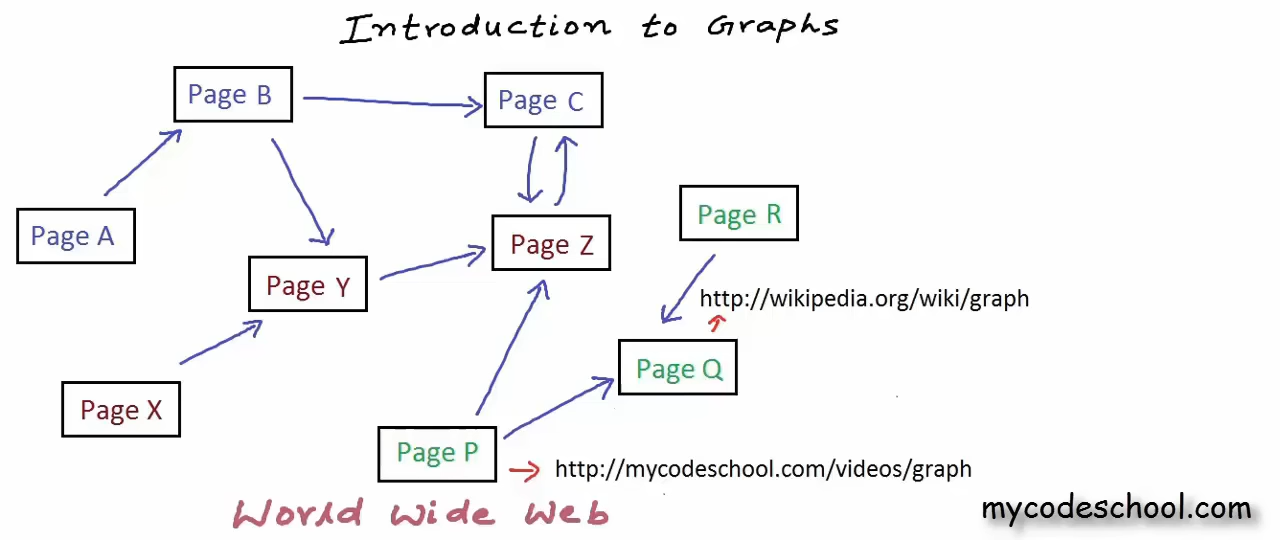 Introduction to Graphs
Page B
Page C
Page A
Page R
Page Z
Page Y
http://wikipedia.org/wiki/graph
Page Q
Page X
Page P
http://mycodeschool.com/videos/graph
World Wide Web
mycodeschool.com